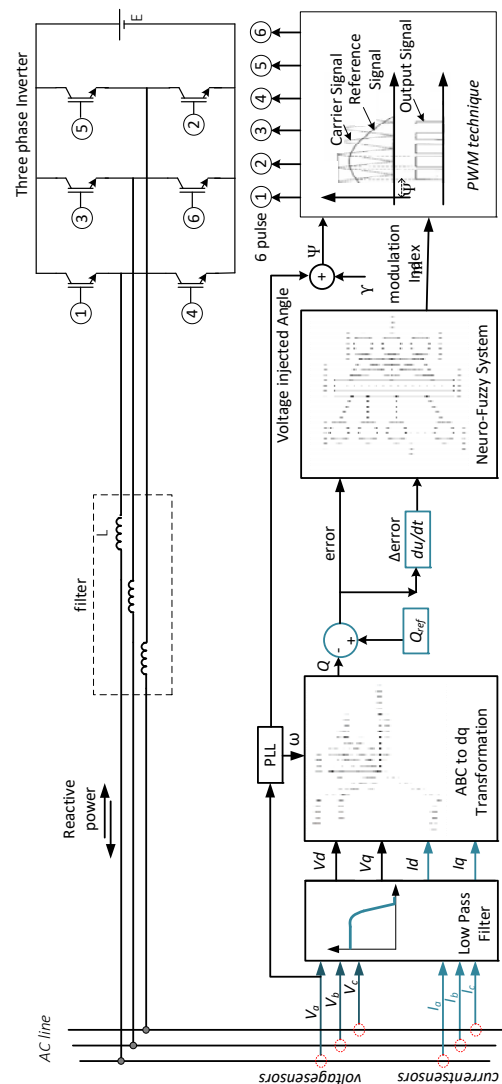 Three phase Inverter
E
1
3
5
4
6
2
filter
L
Reactive
power
AC line
6 pulse
1
2
3
4
5
6
Carrier Signal
Reference
Signal
Output Signal
PWM technique
Ψ
+
ϒ
Voltage injected Angle
modulation
Index
Neuro-Fuzzy System
error
Δerror
du/dt
Q
-
+
Qref
PLL
ω
ABC to dq
Transformation
Vd
Vq
Id
Iq
Low Pass
Filter
Va
Vb
Vc
Ia
Ib
Ic
voltagesensors
currentsensors